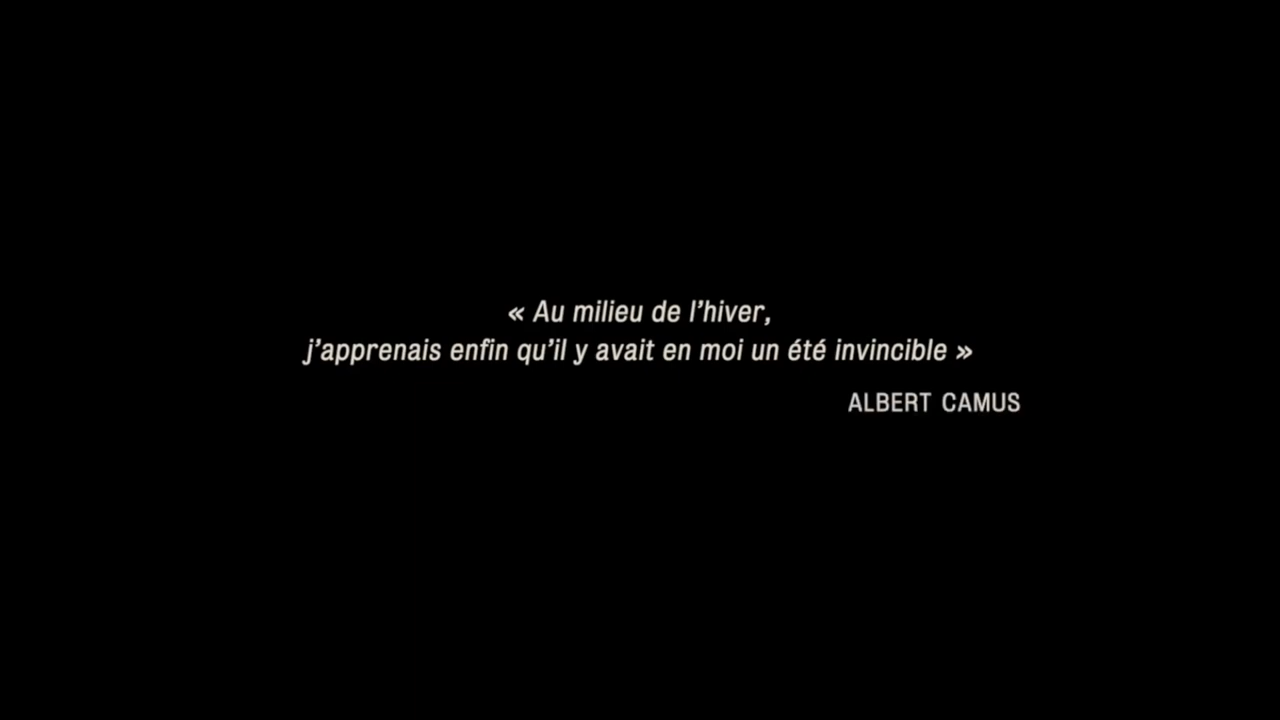 « Au milieu de l’hiver,
j’apprenais enfin qu’il y avait en moi un été invincible »
ALBERT CAMUS